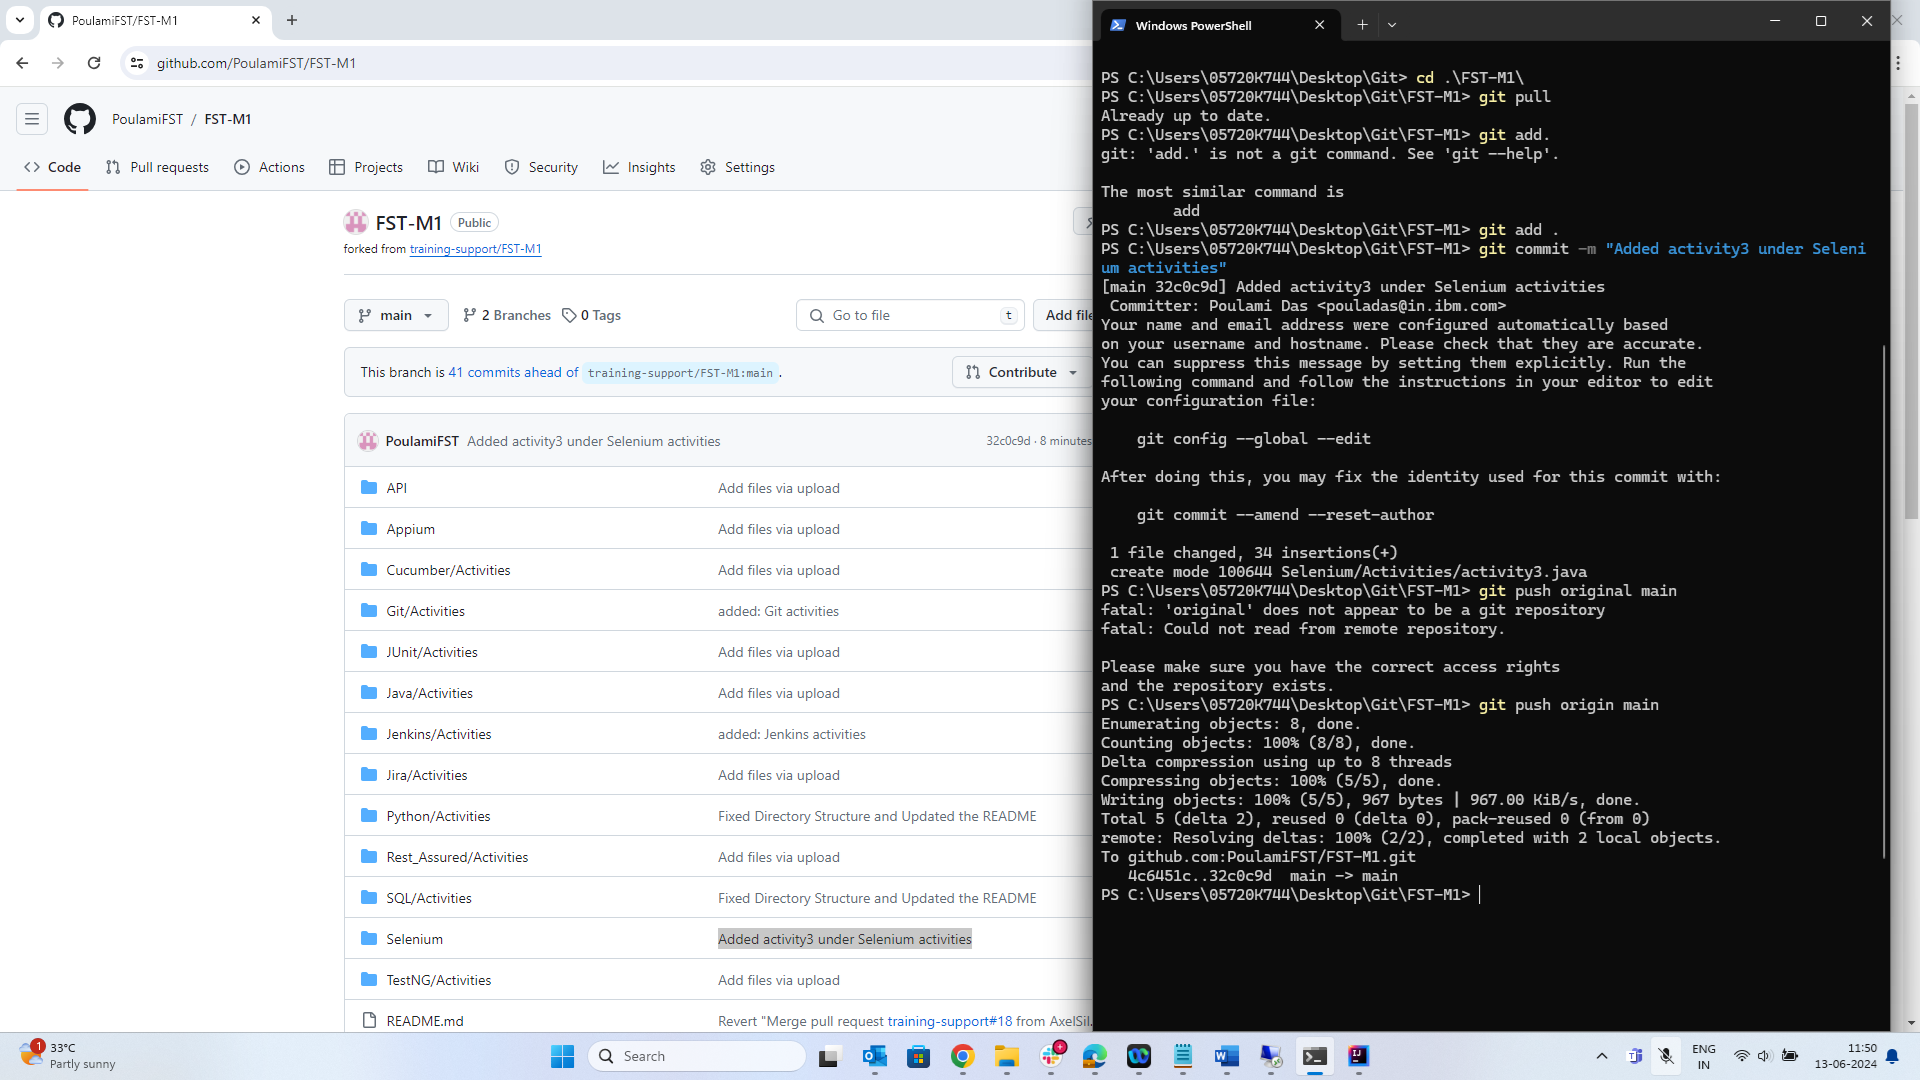 PoulamiFST/FST-M1
github.com/PoulamiFST/FST-M1
PoulamiFST / FST-M1
Code Pull requests Actions Projects Wiki Security Insights Settings
FST-M1 Public
forked from training-support/FST-M1
main 2 Branches 0 Tags Go to file t Add file
This branch is 41 commits ahead of training-support/FST-M1:main .
Contribute
PoulamiFST Added activity3 under Selenium activities 32c0c9d · 8 minutes
API Add files via upload
Appium Add files via upload
Cucumber/Activities Add files via upload
Git/Activities added: Git activities
JUnit/Activities Add files via upload
Java/Activities Add files via upload
Jenkins/Activities added: Jenkins activities
Jira/Activities Add files via upload
Python/Activities Fixed Directory Structure and Updated the README
Rest_Assured/Activities Add files via upload
SQL/Activities Fixed Directory Structure and Updated the README
Selenium Added activity3 under Selenium activities
TestNG/Activities Add files via upload
README.md Revert "Merge pull request training-support#18 from AxelSil
Windows PowerShell
PS C:\Users\05720K744\Desktop\Git> cd .\FST-M1\
PS C:\Users\05720K744\Desktop\Git\FST-M1> git pull
Already up to date.
PS C:\Users\05720K744\Desktop\Git\FST-M1> git add.
git: 'add.' is not a git command. See 'git --help'.
The most similar command is
add
PS C:\Users\05720K744\Desktop\Git\FST-M1> git add .
PS C:\Users\05720K744\Desktop\Git\FST-M1> git commit -m "Added activity3 under Seleni
um activities"
[main 32c0c9d] Added activity3 under Selenium activities
Committer: Poulami Das <pouladas@in.ibm.com>
Your name and email address were configured automatically based
on your username and hostname. Please check that they are accurate.
You can suppress this message by setting them explicitly. Run the
following command and follow the instructions in your editor to edit
your configuration file:
git config --global --edit
After doing this, you may fix the identity used for this commit with:
git commit --amend --reset-author
1 file changed, 34 insertions(+)
create mode 100644 Selenium/Activities/activity3.java
PS C:\Users\05720K744\Desktop\Git\FST-M1> git push original main
fatal: 'original' does not appear to be a git repository
fatal: Could not read from remote repository.
Please make sure you have the correct access rights
and the repository exists.
PS C:\Users\05720K744\Desktop\Git\FST-M1> git push origin main
Enumerating objects: 8, done.
Counting objects: 100% (8/8), done.
Delta compression using up to 8 threads
Compressing objects: 100% (5/5), done.
Writing objects: 100% (5/5), 967 bytes | 967.00 KiB/s, done.
Total 5 (delta 2), reused 0 (delta 0), pack-reused 0 (from 0)
remote: Resolving deltas: 100% (2/2), completed with 2 local objects.
To github.com:PoulamiFST/FST-M1.git
4c6451c..32c0c9d main -> main
PS C:\Users\05720K744\Desktop\Git\FST-M1>
1
33°C
Partly sunny
Search
ENG
IN
11:50
13-06-2024